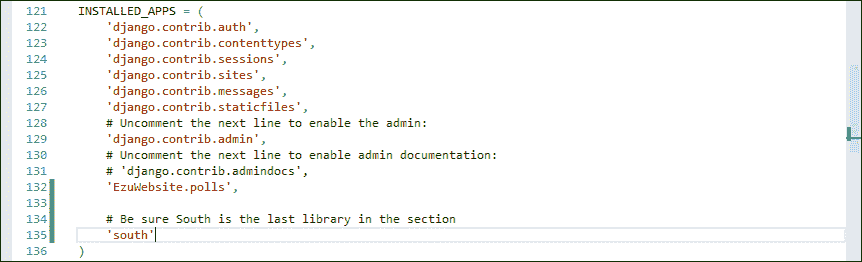 121 INSTALLED_APPS = (
122     'django.contrib.auth',
123     'django.contrib.contenttypes',
124     'django.contrib.sessions',
125     'django.contrib.sites',
126     'django.contrib.messages',
127     'django.contrib.staticfiles',
128     # Uncomment the next line to enable the admin:
129     'django.contrib.admin',
130     # Uncomment the next line to enable admin documentation:
131     # 'django.contrib.admindocs',
132     'EzuWebsite.polls',
133
134     # Be sure South is the last library in the section
135     'south'
136 )